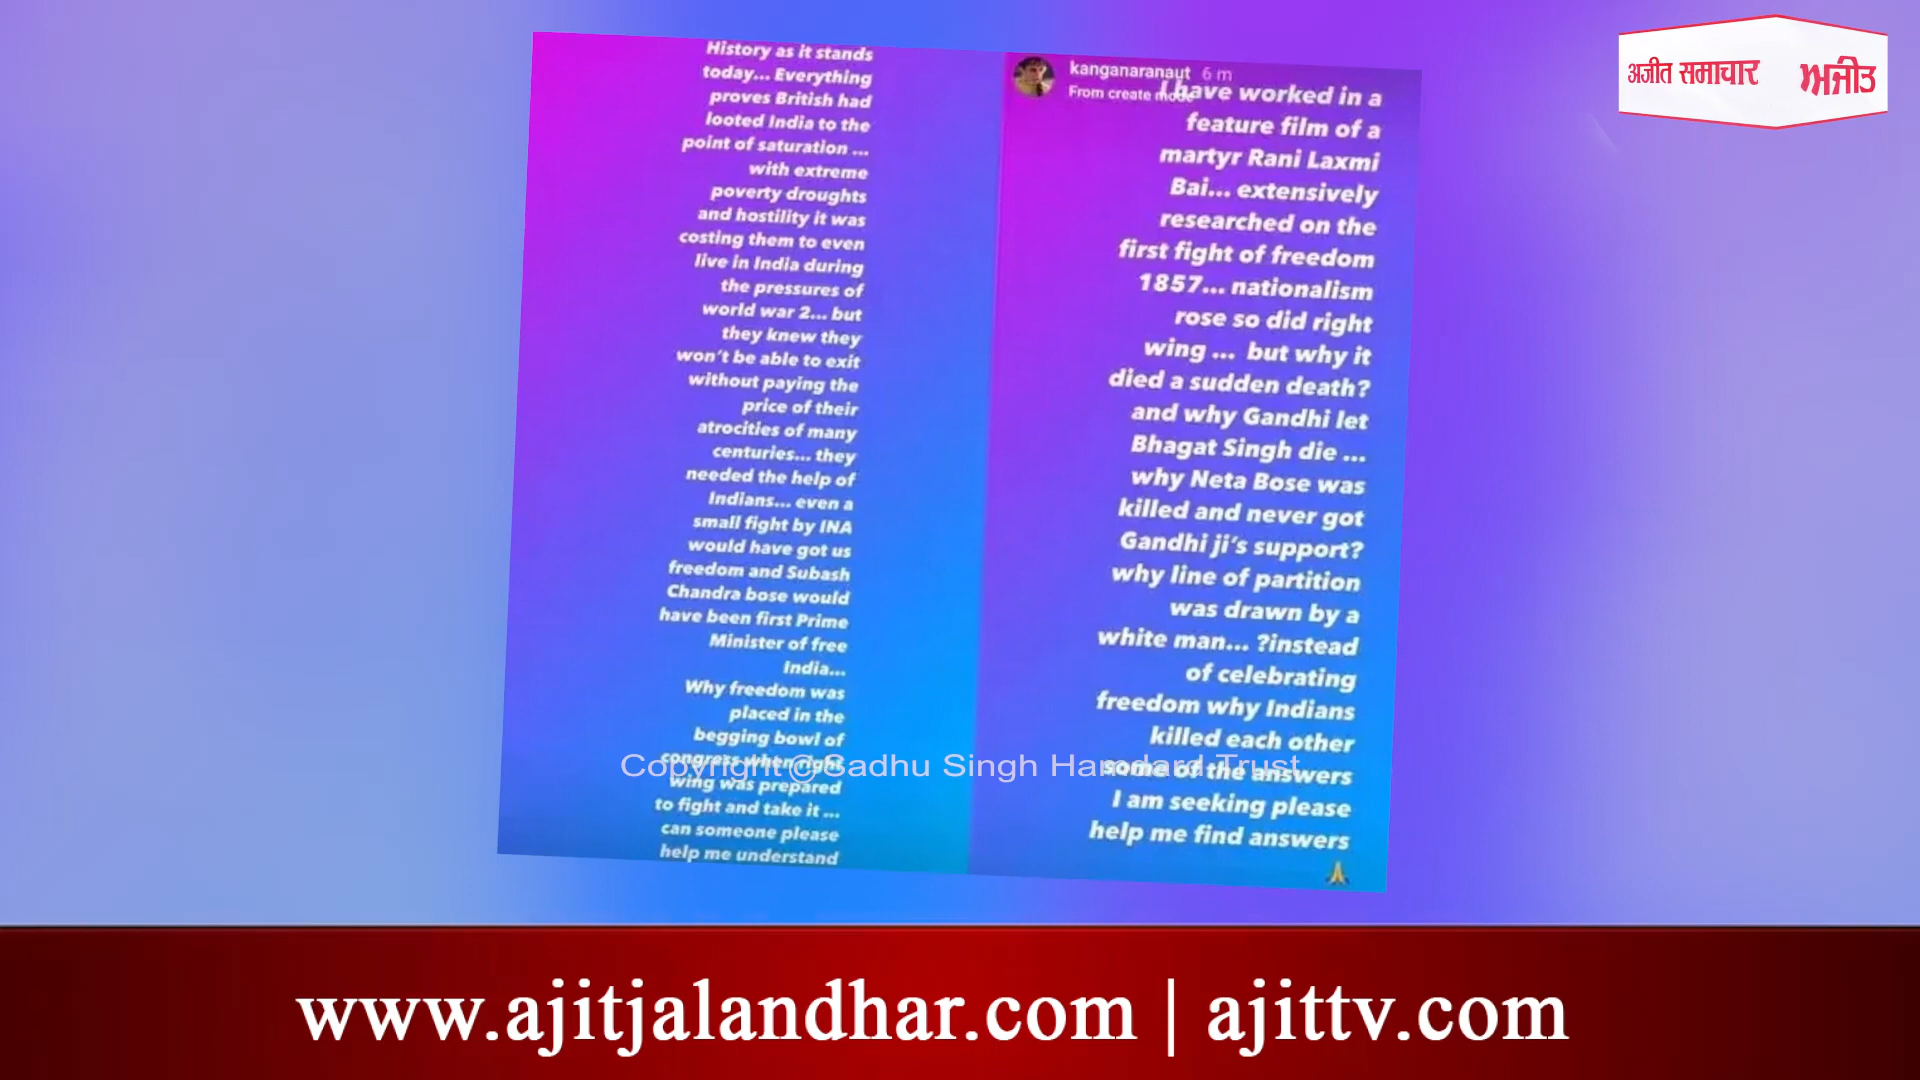 History as it stands
today... Everything
proves British had
looted India to the
point of saturation ...
with extreme
poverty droughts
and hostility it was
costing them to even
live in India during
the pressures of
world war 2... but
they knew they
won't be able to exit
without paying the
price of their
atrocities of many
centuries... they
needed the help of
Indians... even a
small fight by INA
would have got us
freedom and Subash
Chandra bose would
have been first Prime
Minister of free
India...
Why freedom was
placed in the
begging bowl of
congress when right
wing was prepared
to fight and take it ...
can someone please
help me understand
kanganaranaut 6 m
From create mode
I have worked in a
feature film of a
martyr Rani Laxmi
Bai... extensively
researched on the
first fight of freedom
1857... nationalism
rose so did right
wing ... but why it
died a sudden death?
and why Gandhi let
Bhagat Singh die ...
why Neta Bose was
killed and never got
Gandhi ji's support?
why line of partition
was drawn by a
white man... ?instead
of celebrating
freedom why Indians
killed each other
some of the answers
I am seeking please
help me find answers
🙏
अजीत समाचार ਅਜੀਤ
Copyright@Sadhu Singh Hamdard Trust
www.ajitjalandhar.com | ajittv.com